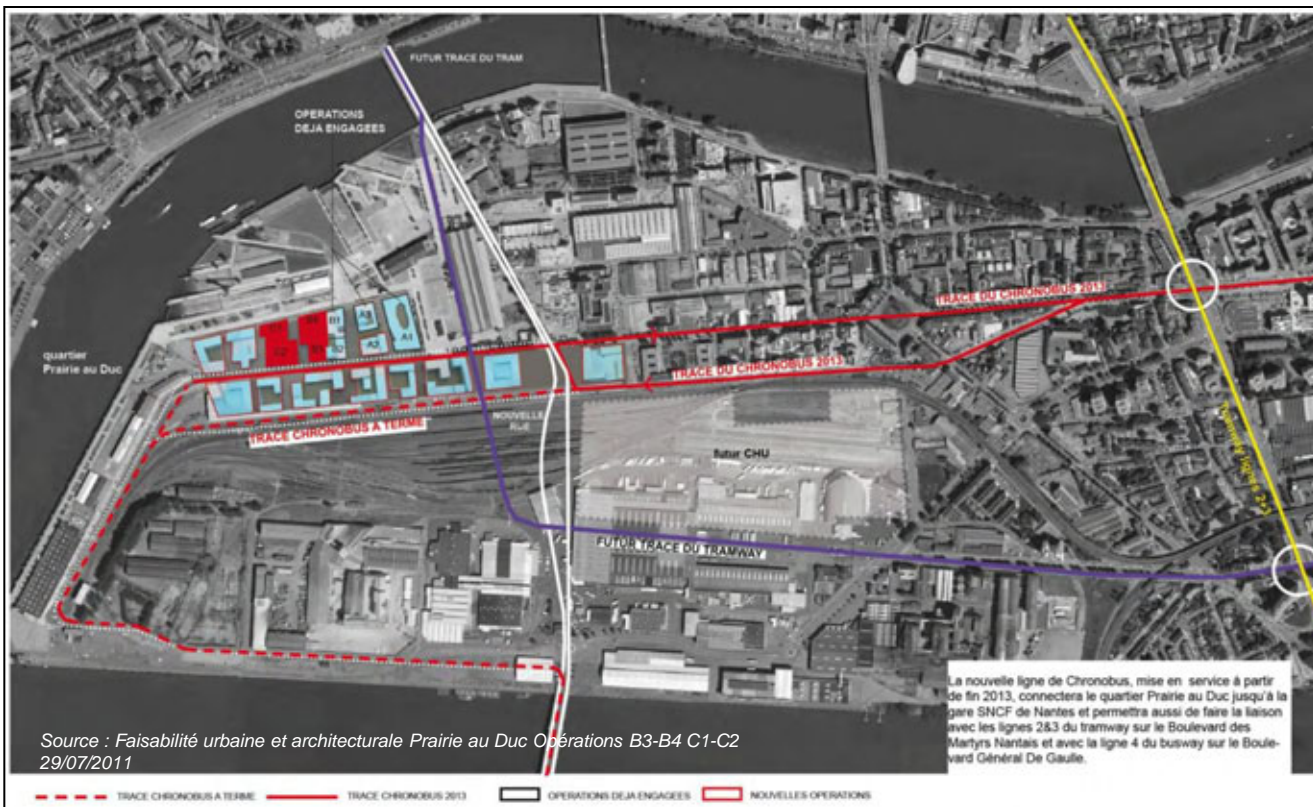 FUTUR TRACE DU TRAM
OPERATIONS
DEJA ENGAGEES
TRACE DU CHRONOBUS 2013
quartier
Prairie au Duc
A3
A1
TRACE DU CHRONOBUS 2013
NOUVELLE
RUE
TRACE CHRONOBUS A TERME
futur CHU
FUTUR TRACE DU TRAMWAY
La nouvelle ligne de Chronobus, mise en service à partir
de fin 2013, connectera le quartier Prairie au Duc jusqu'à la
gare SNCF de Nantes et permettra aussi de faire la liaison
avec les lignes 2&3 du tramway sur le Boulevard des
Martyrs Nantais et avec la ligne 4 du busway sur le Boule-
vard Général De Gaulle.
Source : Faisabilité urbaine et architecturale Prairie au Duc Opérations B3-B4 C1-C2
29/07/2011
TRACE CHRONOBUS A TERME
TRACE CHRONOBUS 2013
OPERATIONS DEJA ENGAGEES
NOUVELLES OPERATIONS